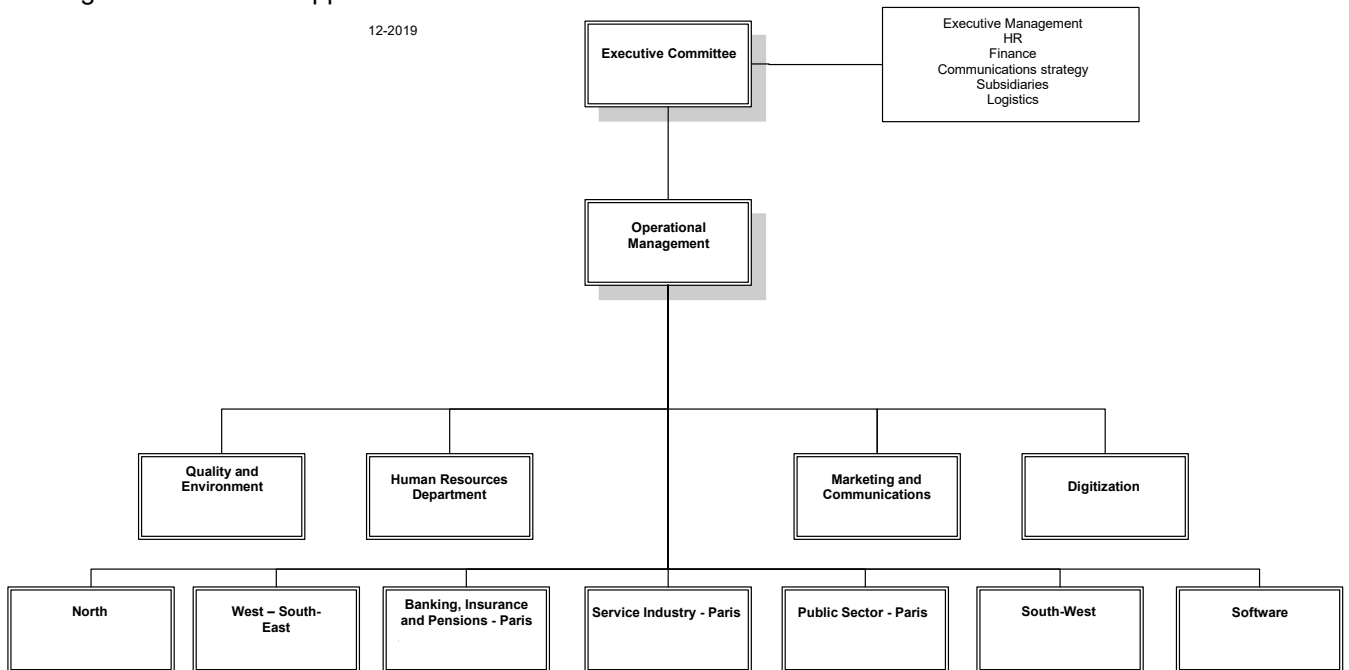 12-2019
Executive Committee
Executive Management
HR
Finance
Communications strategy
Subsidiaries
Logistics
Operational
Management
Quality and
Environment
Human Resources
Department
Marketing and
Communications
Digitization
North
West – South-
East
Banking, Insurance
and Pensions - Paris
Service Industry - Paris
Public Sector - Paris
South-West
Software